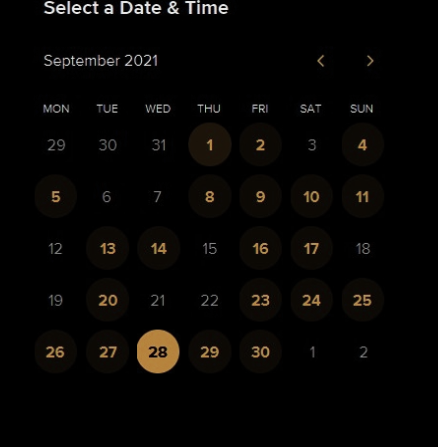 Select a Date & Time
September 2021
MON TUE WED THU FRI SAT SUN
29 30 31 1 2 3 4
5 6 7 8 9 10 11
12 13 14 15 16 17 18
19 20 21 22 23 24 25
26 27 28 29 30 1 2